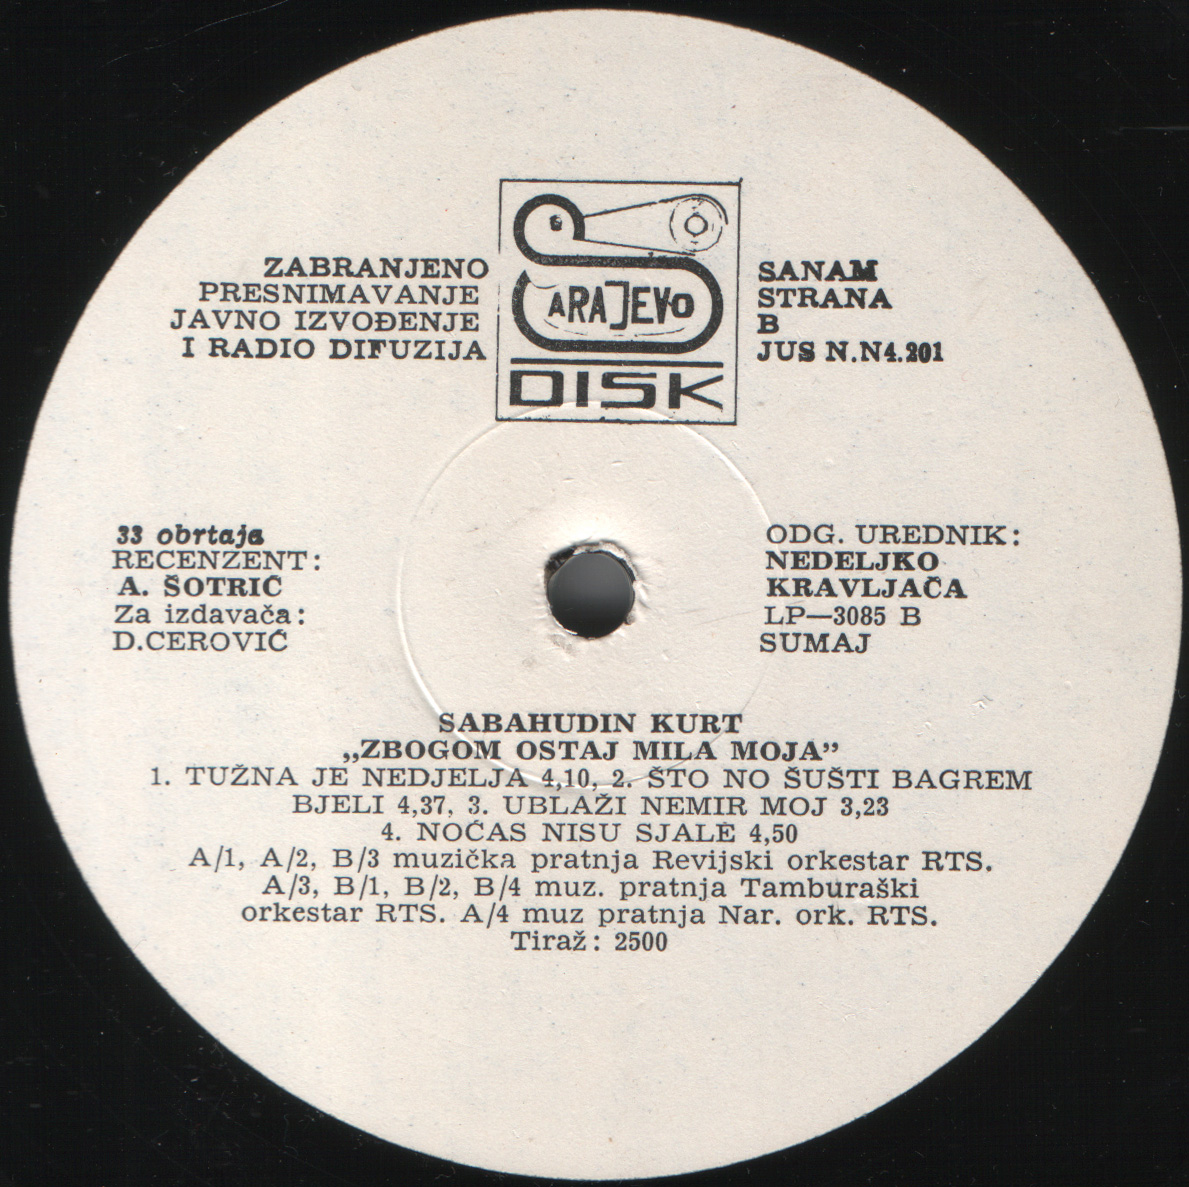 ZABRANJENO
PRESNIMAVANJE
JAVNO IZVOĐENJE
I RADIO DIFUZIJA
SARAJEVO
DISK
SANAM
STRANA
B
JUS N.N4.201
33 obrtaja
RECENZENT:
A. ŠOTRIĆ
Za izdavača:
D.CEROVIĆ
ODG. UREDNIK:
NEDELJKO
KRAVLJAČA
LP—3085 B
SUMAJ
SABAHUDIN KURT
„ZBOGOM OSTAJ MILA MOJA”
1. TUŽNA JE NEDJELJA 4,10, 2. ŠTO NO ŠUŠTI BAGREM
BJELI 4,37, 3. UBLAŽI NEMIR MOJ 3,23
4. NOĆAS NISU SJALE 4,50
A/1, A/2, B/3 muzička pratnja Revijski orkestar RTS.
A/3, B/1, B/2, B/4 muz. pratnja Tamburaški
orkestar RTS. A/4 muz pratnja Nar. ork. RTS.
Tiraž: 2500